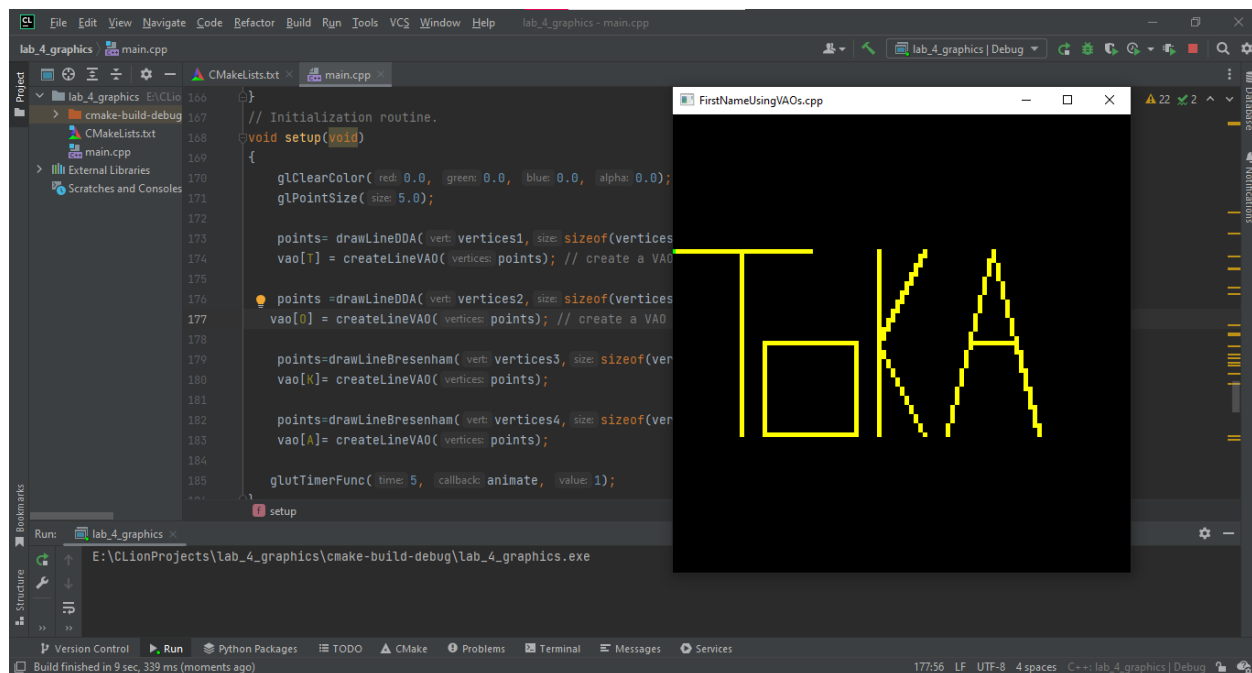 File Edit View Navigate Code Refactor Build Run Tools VCS Window Help lab_4_graphics - main.cpp
lab_4_graphics main.cpp lab_4_graphics | Debug
Project CMakeLists.txt main.cpp
lab_4_graphics E:\CLio
cmake-build-debug
CMakeLists.txt
main.cpp
External Libraries
Scratches and Consoles
166 }
167 // Initialization routine.
168 void setup(void)
169 {
170 glClearColor( red: 0.0, green: 0.0, blue: 0.0, alpha: 0.0);
171 glPointSize( size: 5.0);
172
173 points= drawLineDDA( vert: vertices1, size: sizeof(vertices
174 vao[T] = createLineVAO( vertices: points); // create a VAO
175
176 points =drawLineDDA( vert: vertices2, size: sizeof(vertices
177 vao[O] = createLineVAO( vertices: points); // create a VAO
178
179 points=drawLineBresenham( vert: vertices3, size: sizeof(ver
180 vao[K]= createLineVAO( vertices: points);
181
182 points=drawLineBresenham( vert: vertices4, size: sizeof(ver
183 vao[A]= createLineVAO( vertices: points);
184
185 glutTimerFunc( time: 5, callback: animate, value: 1);
f setup
FirstNameUsingVAOs.cpp
ToKA
22 2
Database
Notifications
Bookmarks
Structure
Run: lab_4_graphics
E:\CLionProjects\lab_4_graphics\cmake-build-debug\lab_4_graphics.exe
Version Control Run Python Packages TODO CMake Problems Terminal Messages Services
Build finished in 9 sec, 339 ms (moments ago) 177:56 LF UTF-8 4 spaces C++: lab_4_graphics | Debug